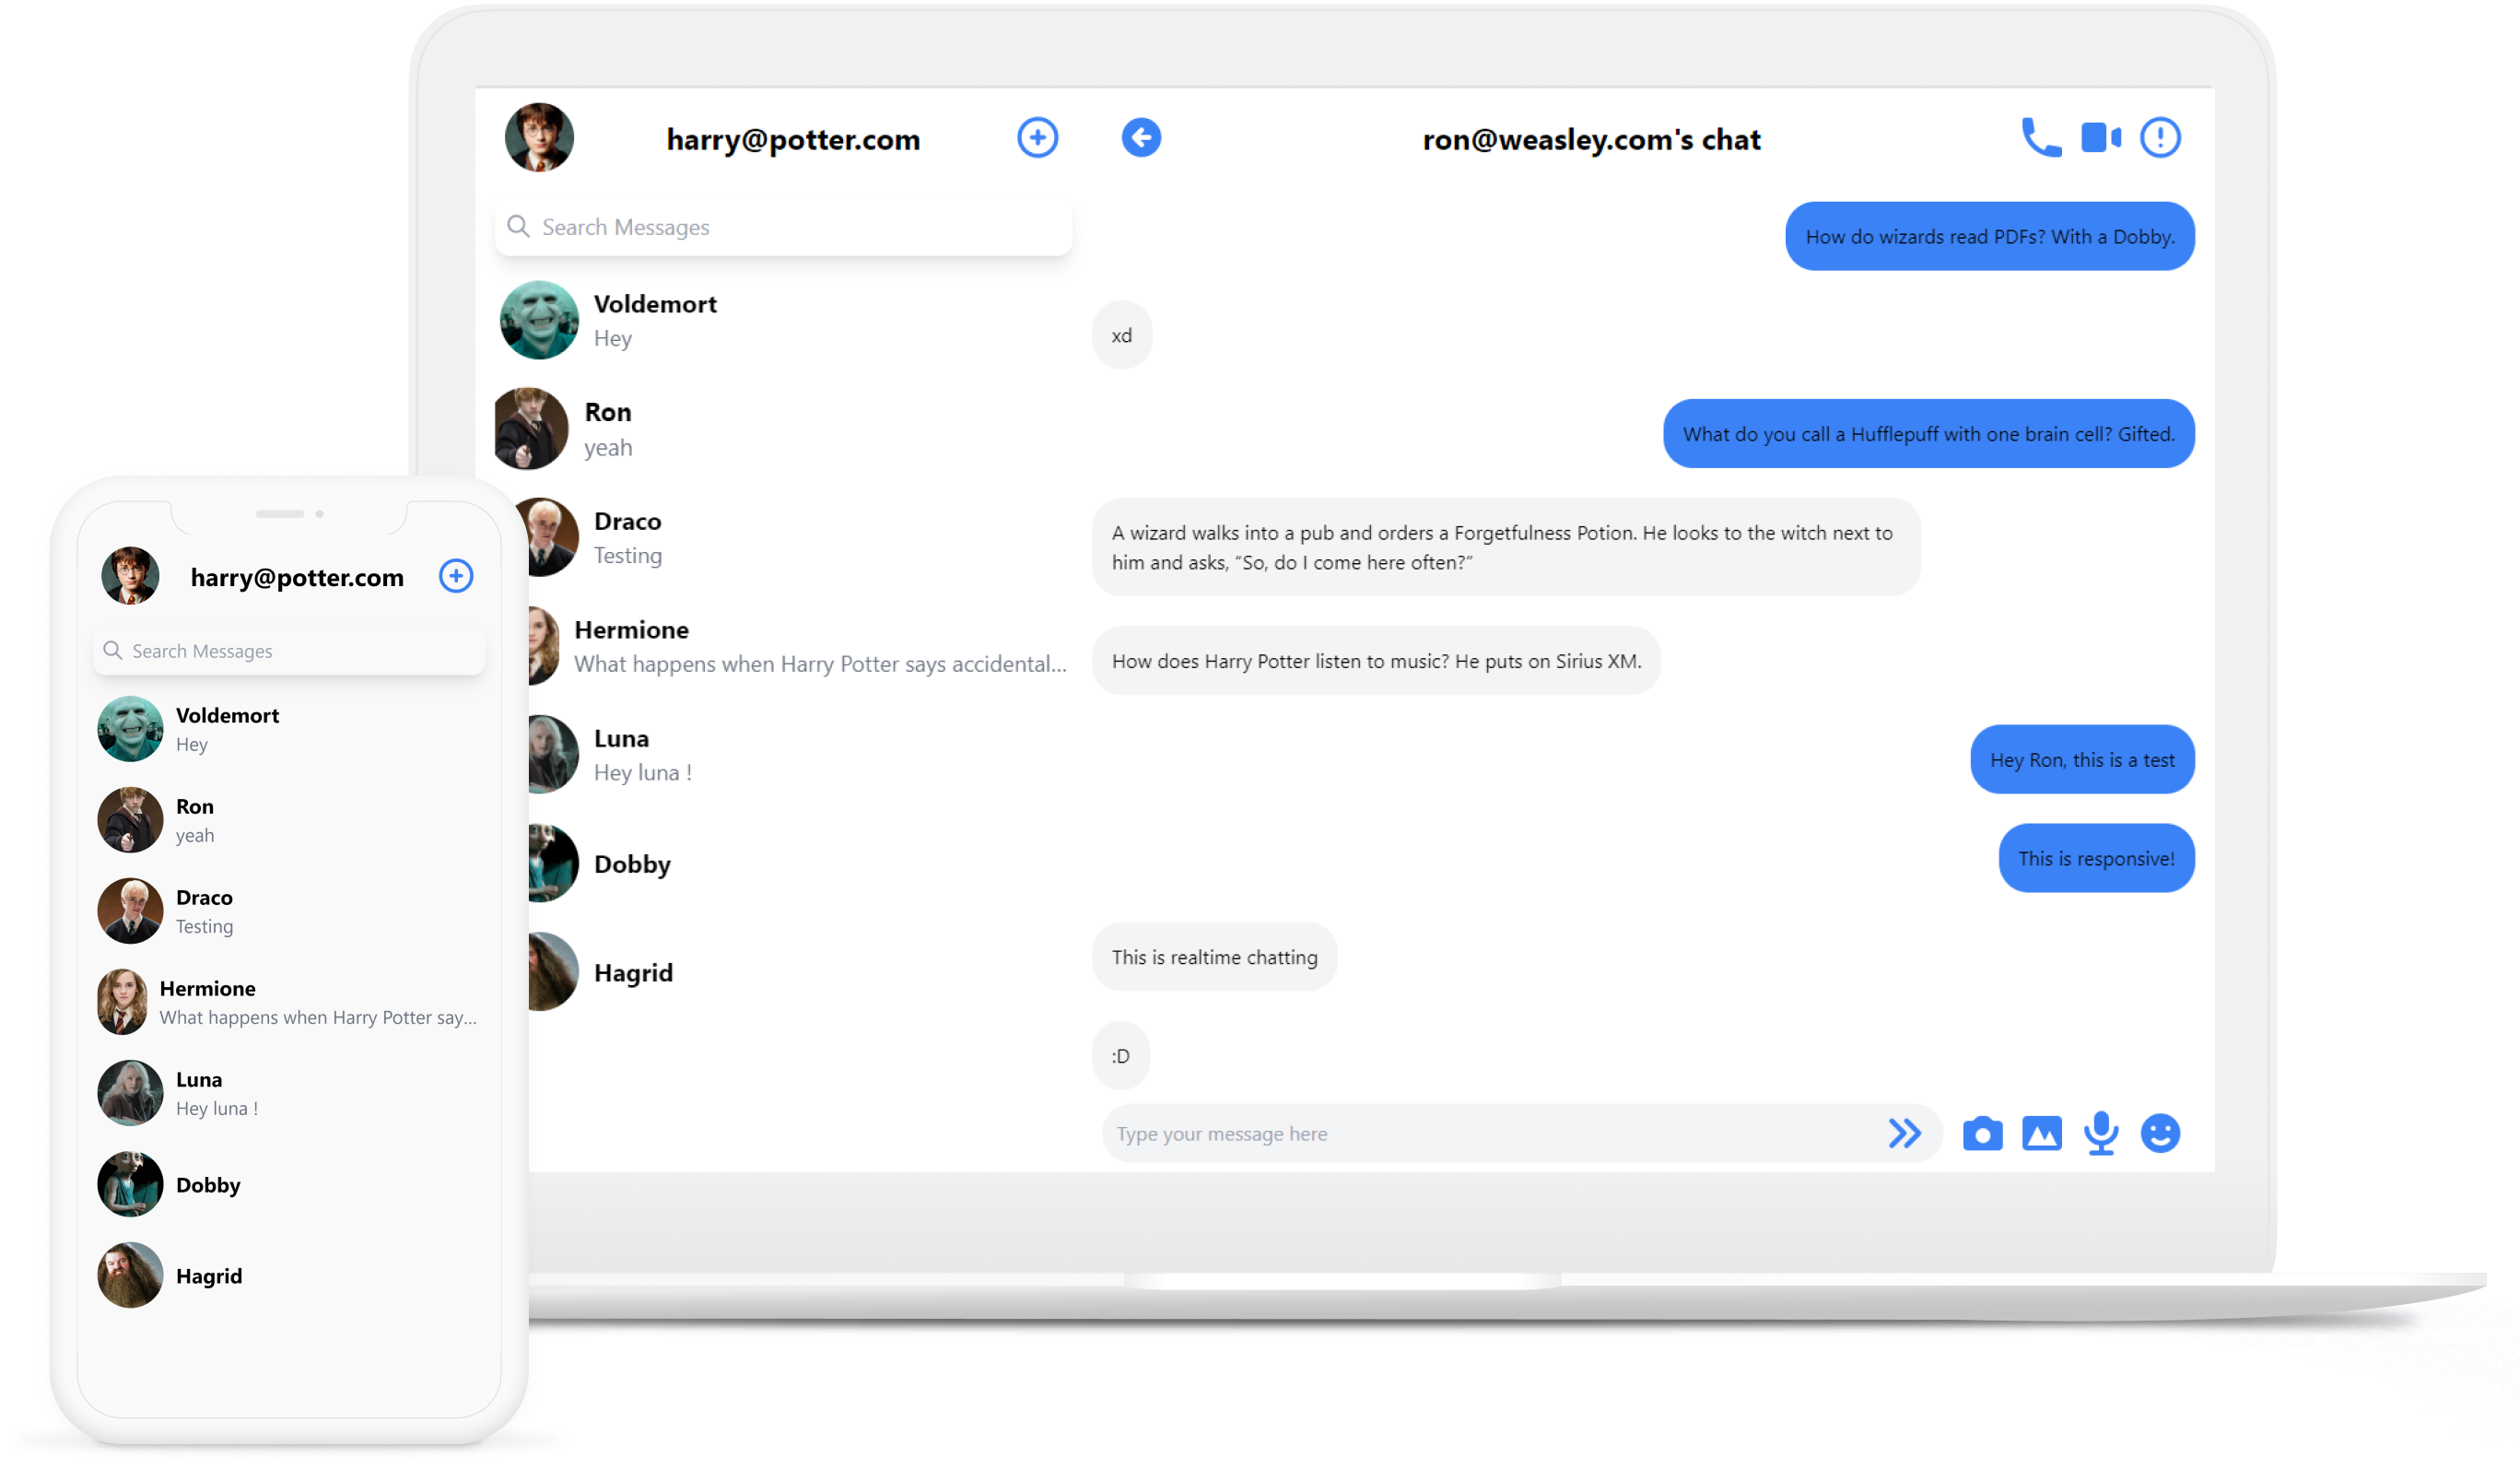 harry@potter.com
Search Messages
Voldemort
Hey
Ron
yeah
Draco
Testing
Hermione
What happens when Harry Potter says accidental...
Luna
Hey luna !
Dobby
Hagrid
ron@weasley.com's chat
How do wizards read PDFs? With a Dobby.
xd
What do you call a Hufflepuff with one brain cell? Gifted.
A wizard walks into a pub and orders a Forgetfulness Potion. He looks to the witch next to
him and asks, “So, do I come here often?”
How does Harry Potter listen to music? He puts on Sirius XM.
Hey Ron, this is a test
This is responsive!
This is realtime chatting
:D
Type your message here
harry@potter.com
Search Messages
Voldemort
Hey
Ron
yeah
Draco
Testing
Hermione
What happens when Harry Potter say...
Luna
Hey luna !
Dobby
Hagrid